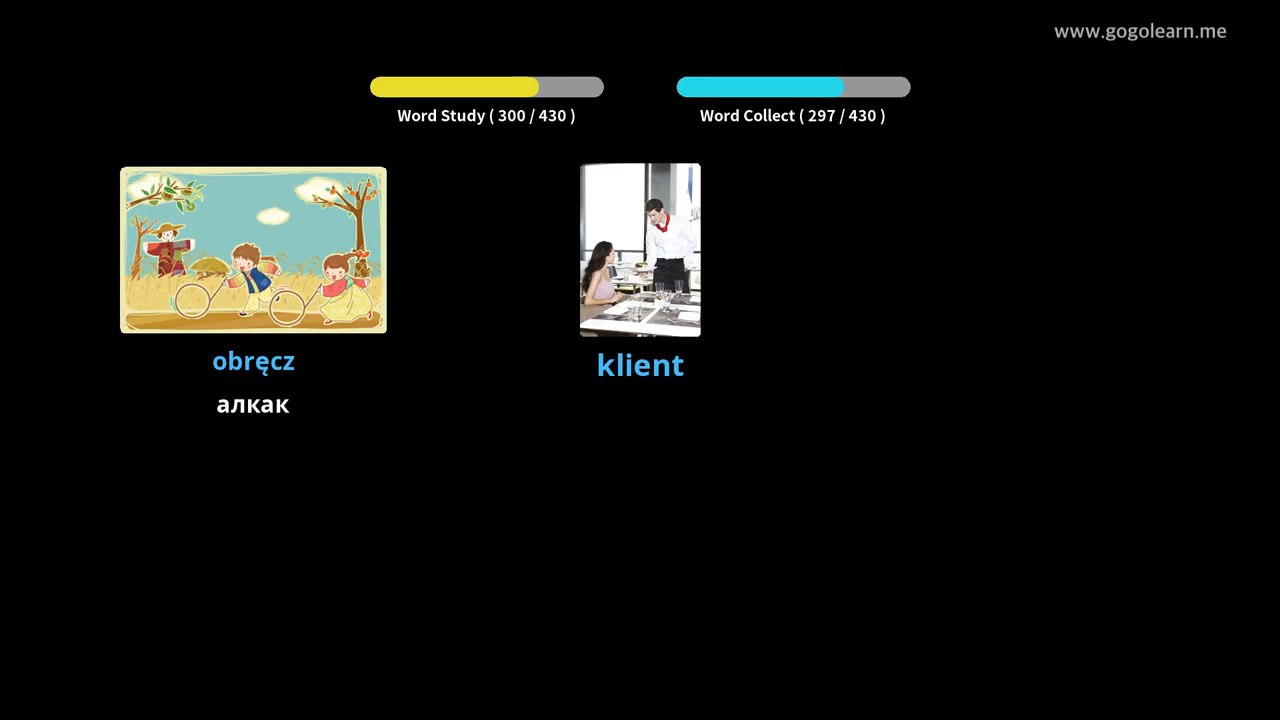 www.gogolearn.me
Word Study ( 300 / 430 )
Word Collect ( 297 / 430 )
obręcz
алкак
klient